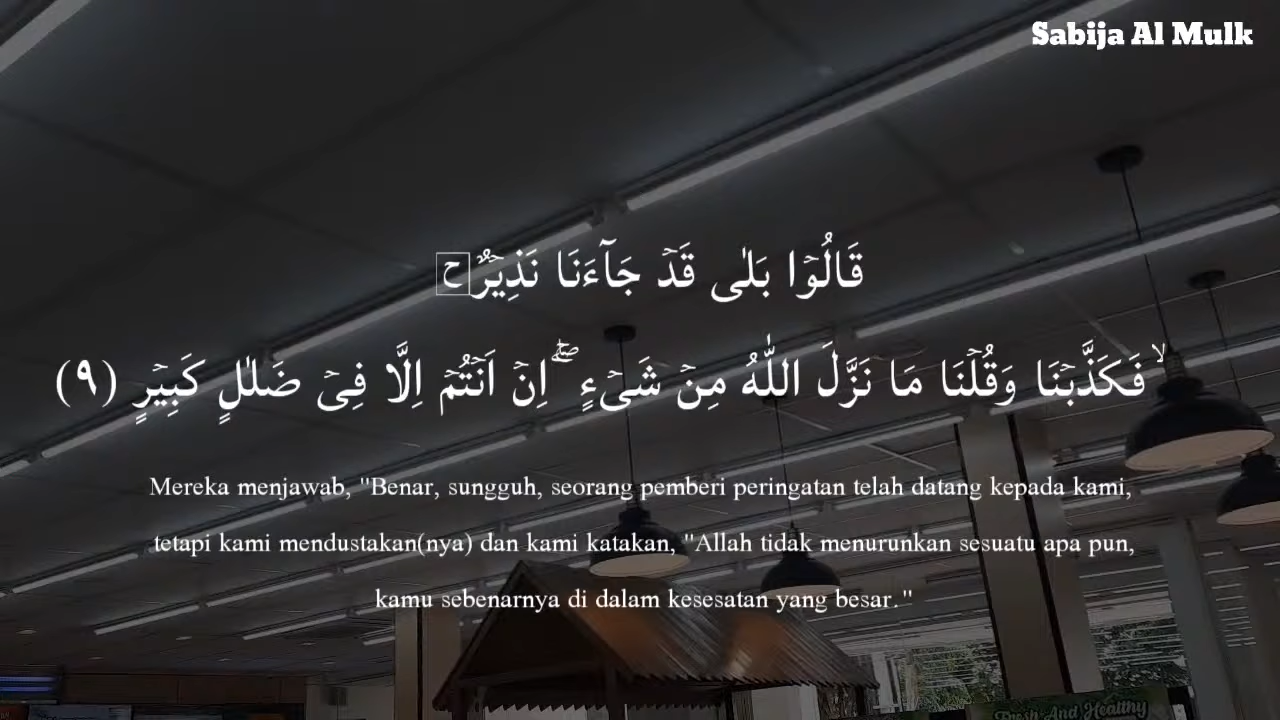 Sabija Al Mulk
قَالُوْا بَلٰى قَدْ جَاۤءَنَا نَذِيْرٌ ح
ۙ فَكَذَّبْنَا وَقُلْنَا مَا نَزَّلَ اللّٰهُ مِنْ شَيْءٍ ۖ اِنْ اَنْتُمْ اِلَّا فِيْ ضَلٰلٍ كَبِيْرٍ (٩)
Mereka menjawab, "Benar, sungguh, seorang pemberi peringatan telah datang kepada kami,
tetapi kami mendustakan(nya) dan kami katakan, "Allah tidak menurunkan sesuatu apa pun,
kamu sebenarnya di dalam kesesatan yang besar."
Fresh And Healthy